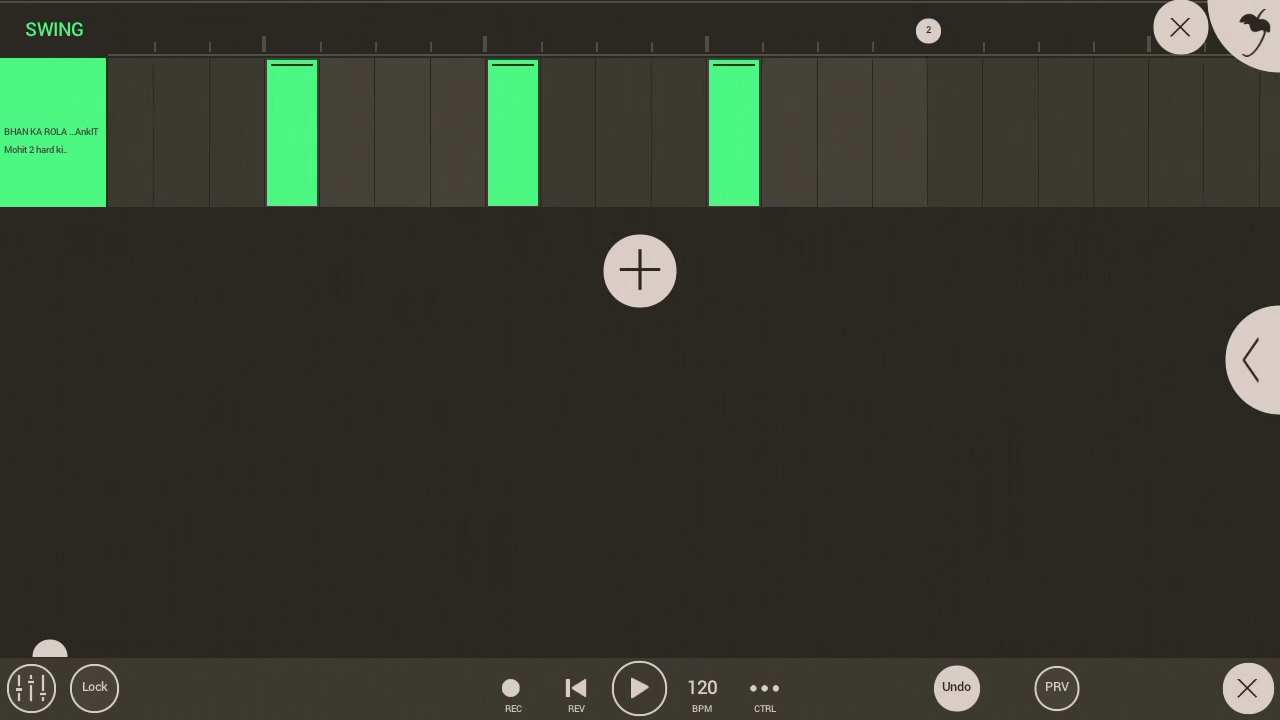 SWING
2
BHAN KA ROLA ...AnkIT
Mohit 2 hard ki..
Lock
REC
REV
120
BPM
CTRL
Undo
PRV